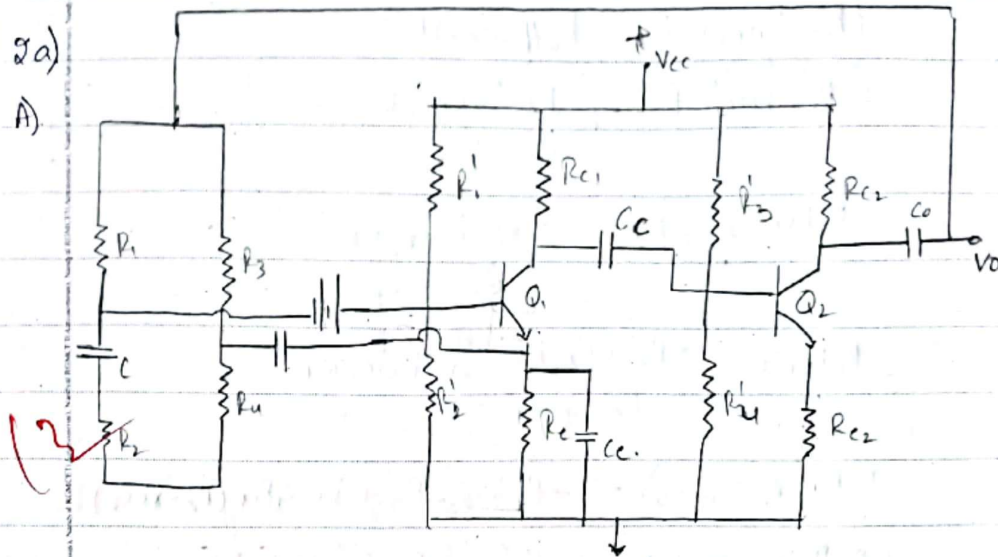 2a)
+
Vcc
A)
R₁'
Rc₁
R₃'
Rc₂
Cc
Co
R₁
R₃
Vo
Q₁
Q₂
C
R₂'
R₄
R₄'
Re
Ce.
Re₂
R₂